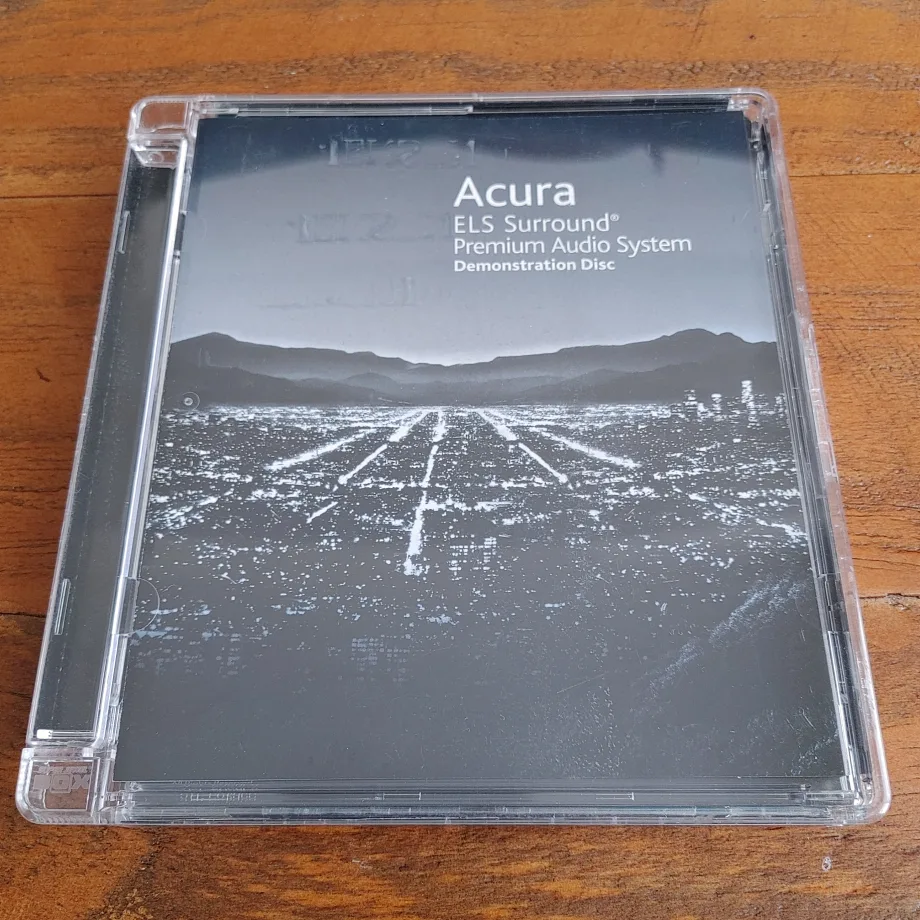 Acura
ELS Surround®
Premium Audio System
Demonstration Disc